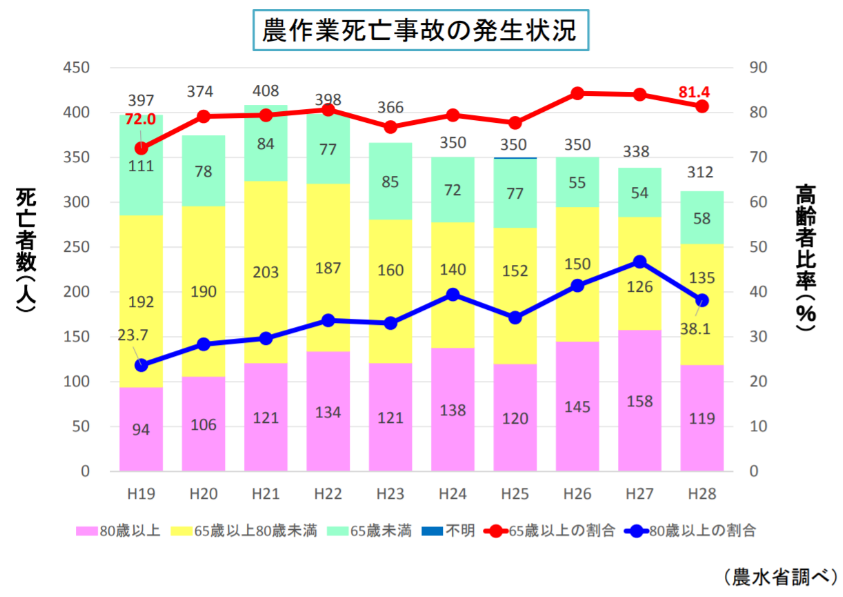 農作業死亡事故の発生状況
死亡者数(人)
高齢者比率(%)
450 400 350 300 250 200 150 100 50 0
90 80 70 60 50 40 30 20 10 0
397 374 408 398 366 350 350 350 338 312
72.0 81.4
111 78 84 77 85 72 77 55 54 58
192 190 203 187 160 140 152 150 126 135
23.7 38.1
94 106 121 134 121 138 120 145 158 119
H19 H20 H21 H22 H23 H24 H25 H26 H27 H28
80歳以上 65歳以上80歳未満 65歳未満 不明 65歳以上の割合 80歳以上の割合
(農水省調べ)